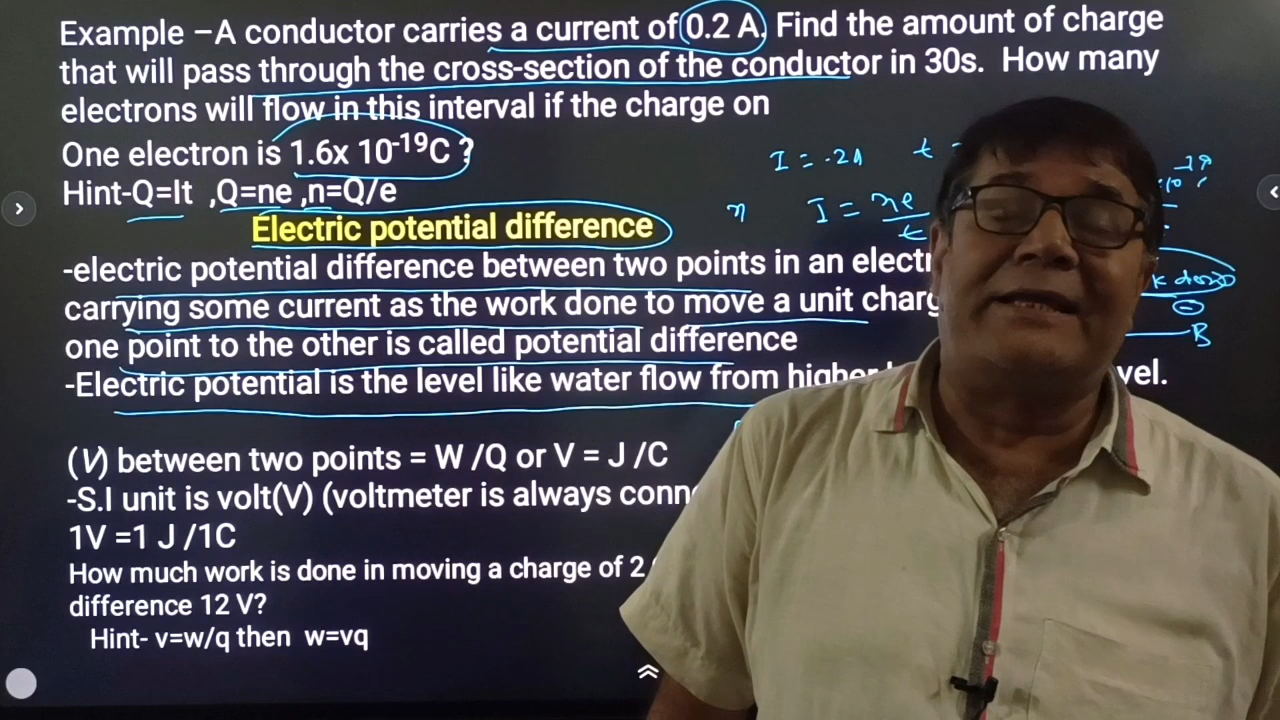 Example –A conductor carries a current of 0.2 A. Find the amount of charge
that will pass through the cross-section of the conductor in 30s. How many
electrons will flow in this interval if the charge on
One electron is 1.6x 10⁻¹⁹C ?
I = .2A t
Hint-Q=It ,Q=ne ,n=Q/e
n I = ne/t
Electric potential difference
-electric potential difference between two points in an
carrying some current as the work done to move a unit
one point to the other is called potential difference
B
-Electric potential is the level like water flow from higher
(V) between two points = W /Q or V = J /C
-S.I unit is volt(V) (voltmeter is always
1V =1 J /1C
How much work is done in moving a charge of 2
difference 12 V?
Hint- v=w/q then w=vq